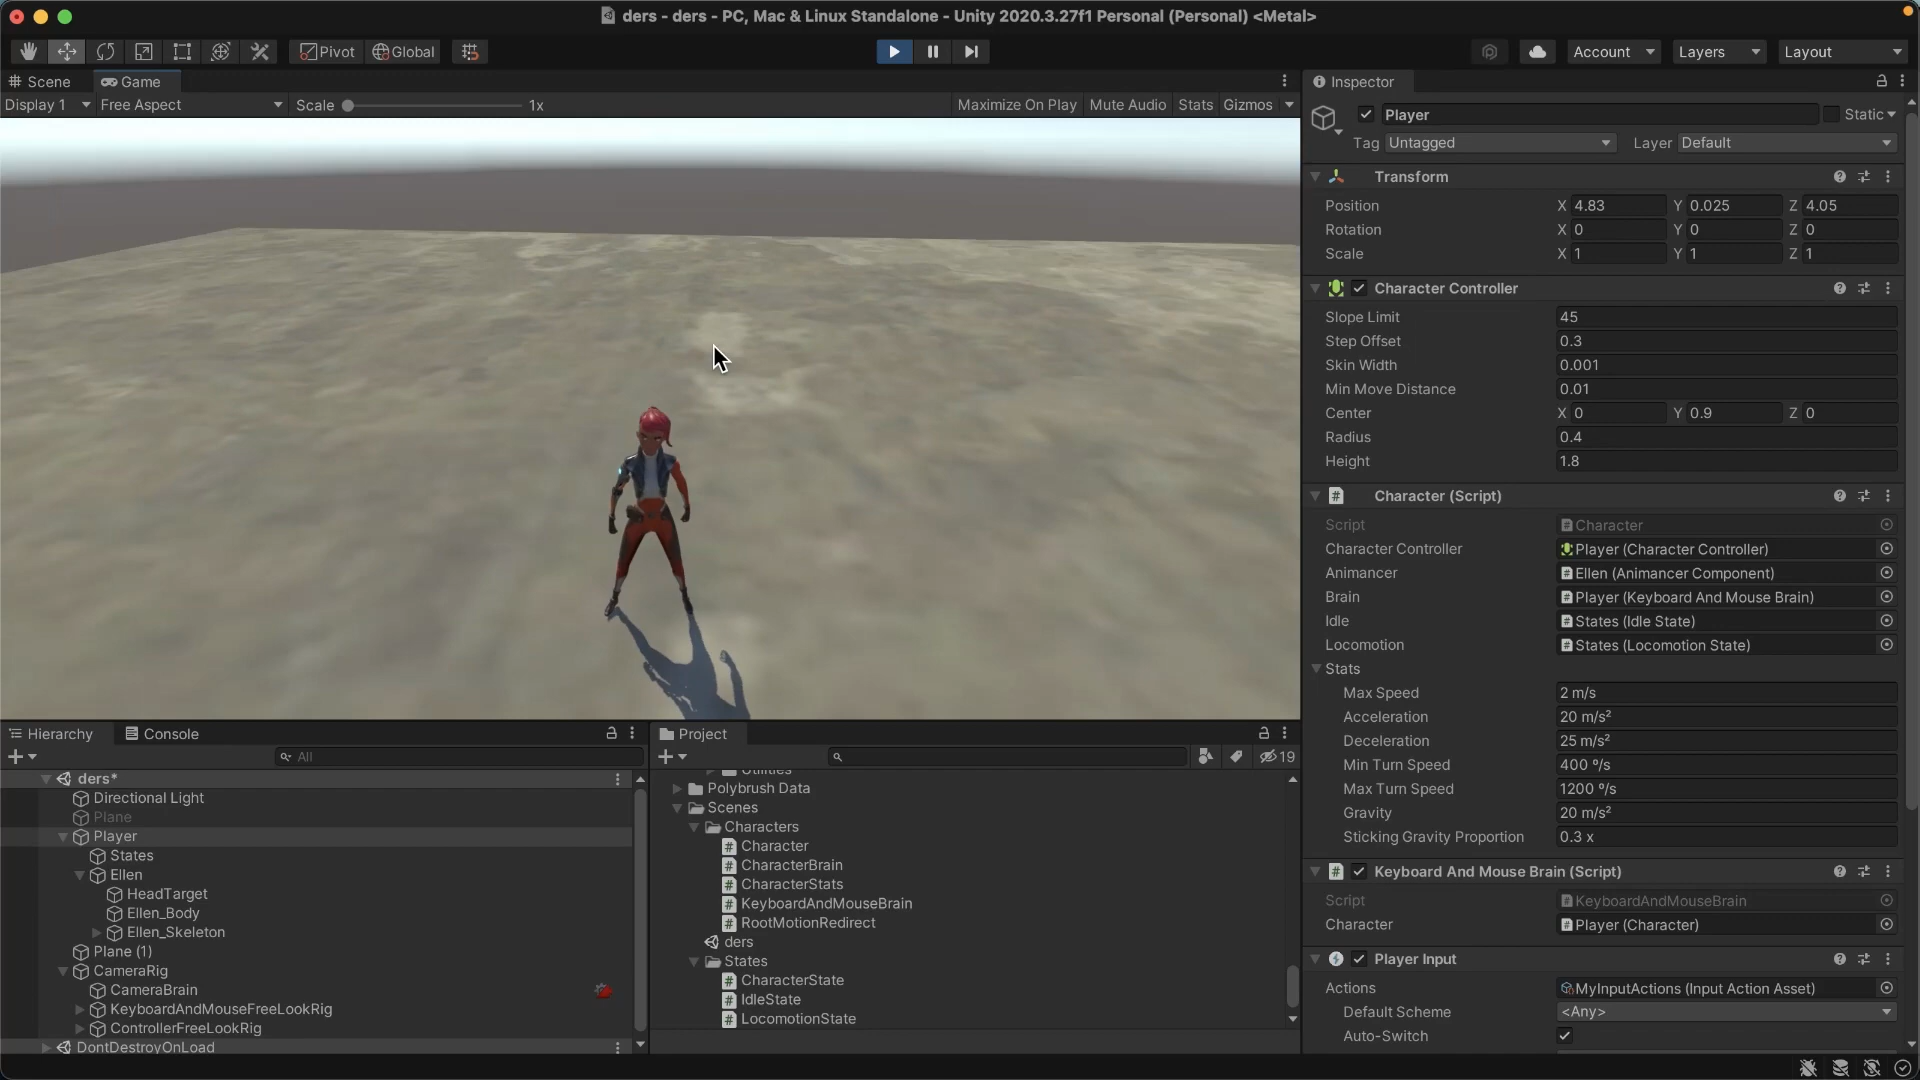 ders - ders - PC, Mac & Linux Standalone - Unity 2020.3.27f1 Personal (Personal) <Metal>
Pivot Global Account Layers Layout
Scene Game
Display 1 Free Aspect Scale 1x Maximize On Play Mute Audio Stats Gizmos
Inspector
Player Static
Tag Untagged Layer Default
Transform
Position X 4.83 Y 0.025 Z 4.05
Rotation X 0 Y 0 Z 0
Scale X 1 Y 1 Z 1
Character Controller
Slope Limit 45
Step Offset 0.3
Skin Width 0.001
Min Move Distance 0.01
Center X 0 Y 0.9 Z 0
Radius 0.4
Height 1.8
Character (Script)
Script Character
Character Controller Player (Character Controller)
Animancer Ellen (Animancer Component)
Brain Player (Keyboard And Mouse Brain)
Idle States (Idle State)
Locomotion States (Locomotion State)
Stats
Max Speed 2 m/s
Acceleration 20 m/s²
Deceleration 25 m/s²
Min Turn Speed 400 º/s
Max Turn Speed 1200 º/s
Gravity 20 m/s²
Sticking Gravity Proportion 0.3 x
Keyboard And Mouse Brain (Script)
Script KeyboardAndMouseBrain
Character Player (Character)
Player Input
Actions MyInputActions (Input Action Asset)
Default Scheme <Any>
Auto-Switch
Hierarchy Console
All
ders*
Directional Light
Plane
Player
States
Ellen
HeadTarget
Ellen_Body
Ellen_Skeleton
Plane (1)
CameraRig
CameraBrain
KeyboardAndMouseFreeLookRig
ControllerFreeLookRig
DontDestroyOnLoad
Project
19
Utilities
Polybrush Data
Scenes
Characters
Character
CharacterBrain
CharacterStats
KeyboardAndMouseBrain
RootMotionRedirect
ders
States
CharacterState
IdleState
LocomotionState